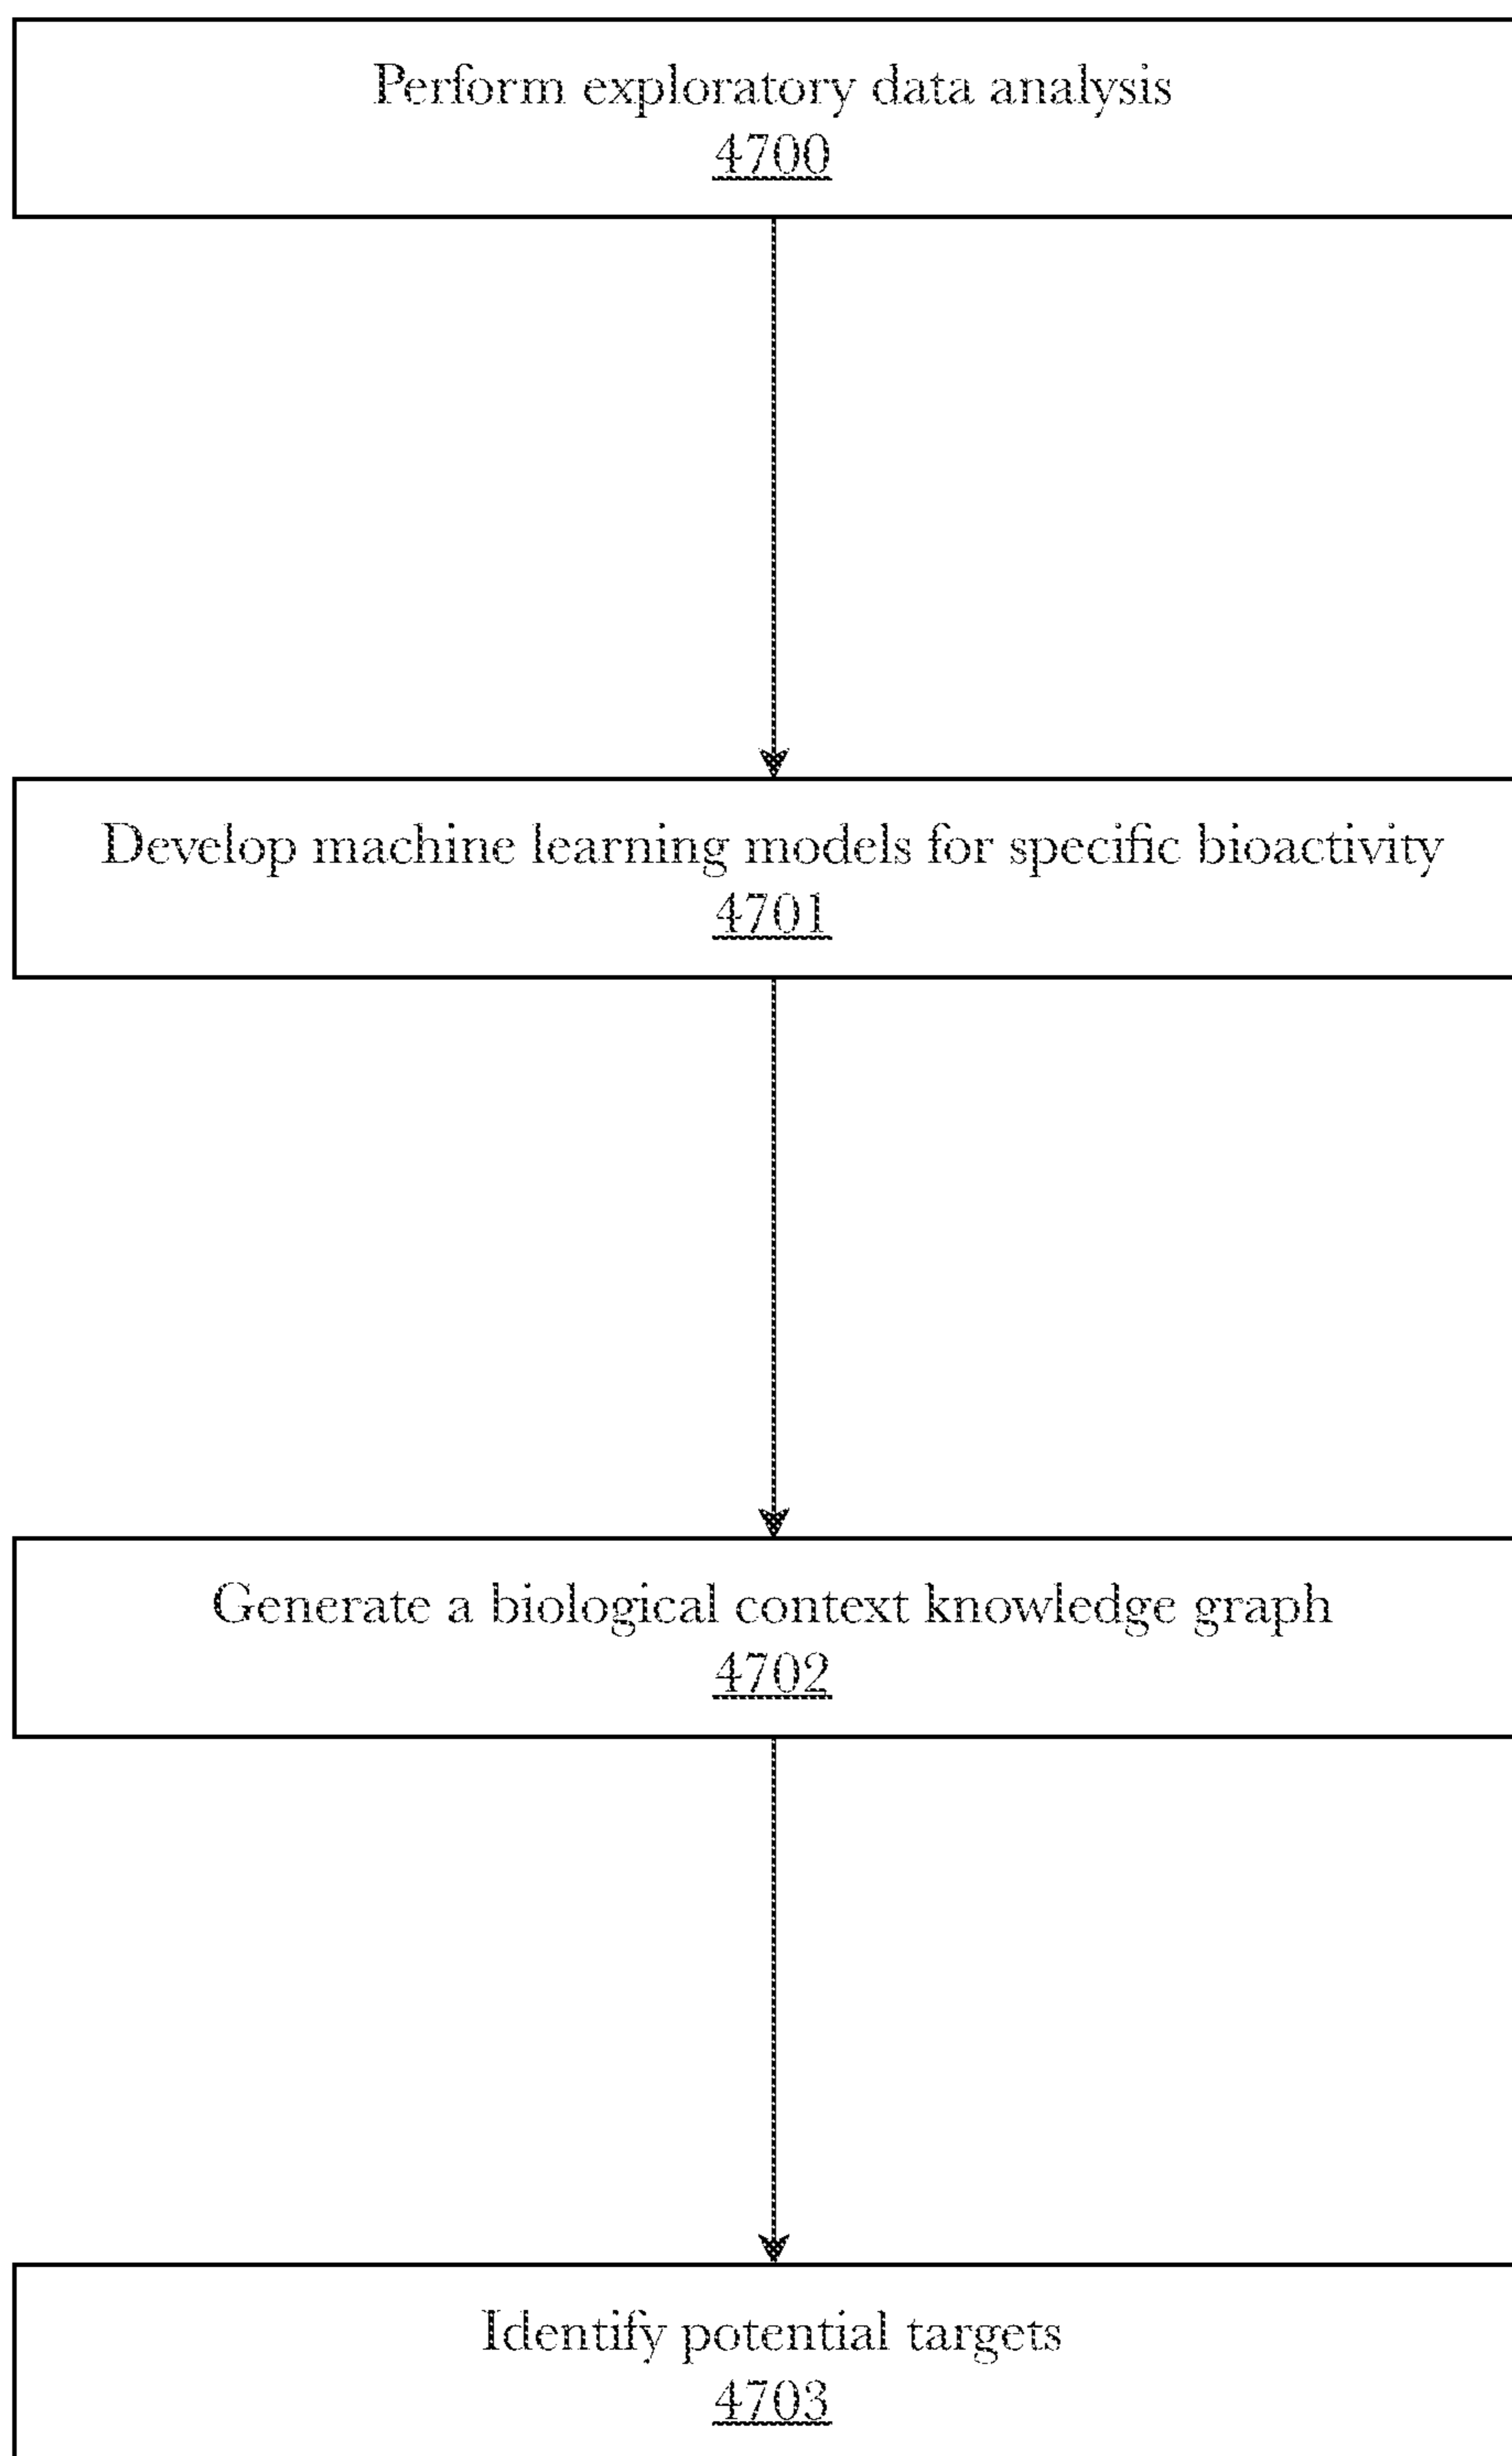 Perform exploratory data analysis
4700
Develop machine learning models for specific bioactivity
4701
Generate a biological context knowledge graph
4702
Identify potential targets
4703